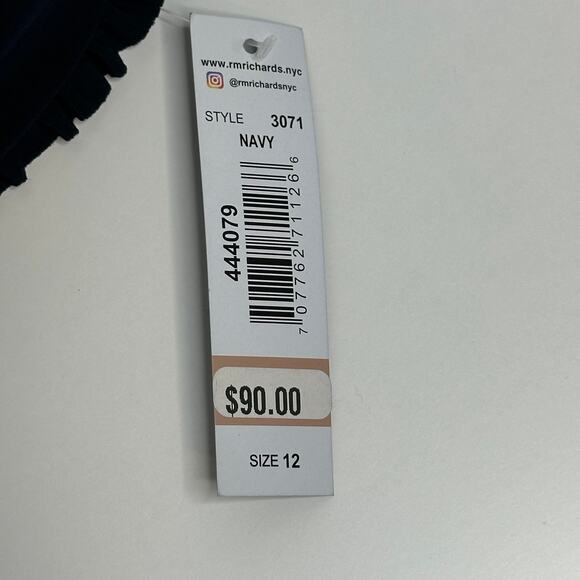 www.rmrichards.nyc
@rmrichardsnyc
STYLE 3071
NAVY
444079
7 07762 71126 6
$90.00
SIZE 12